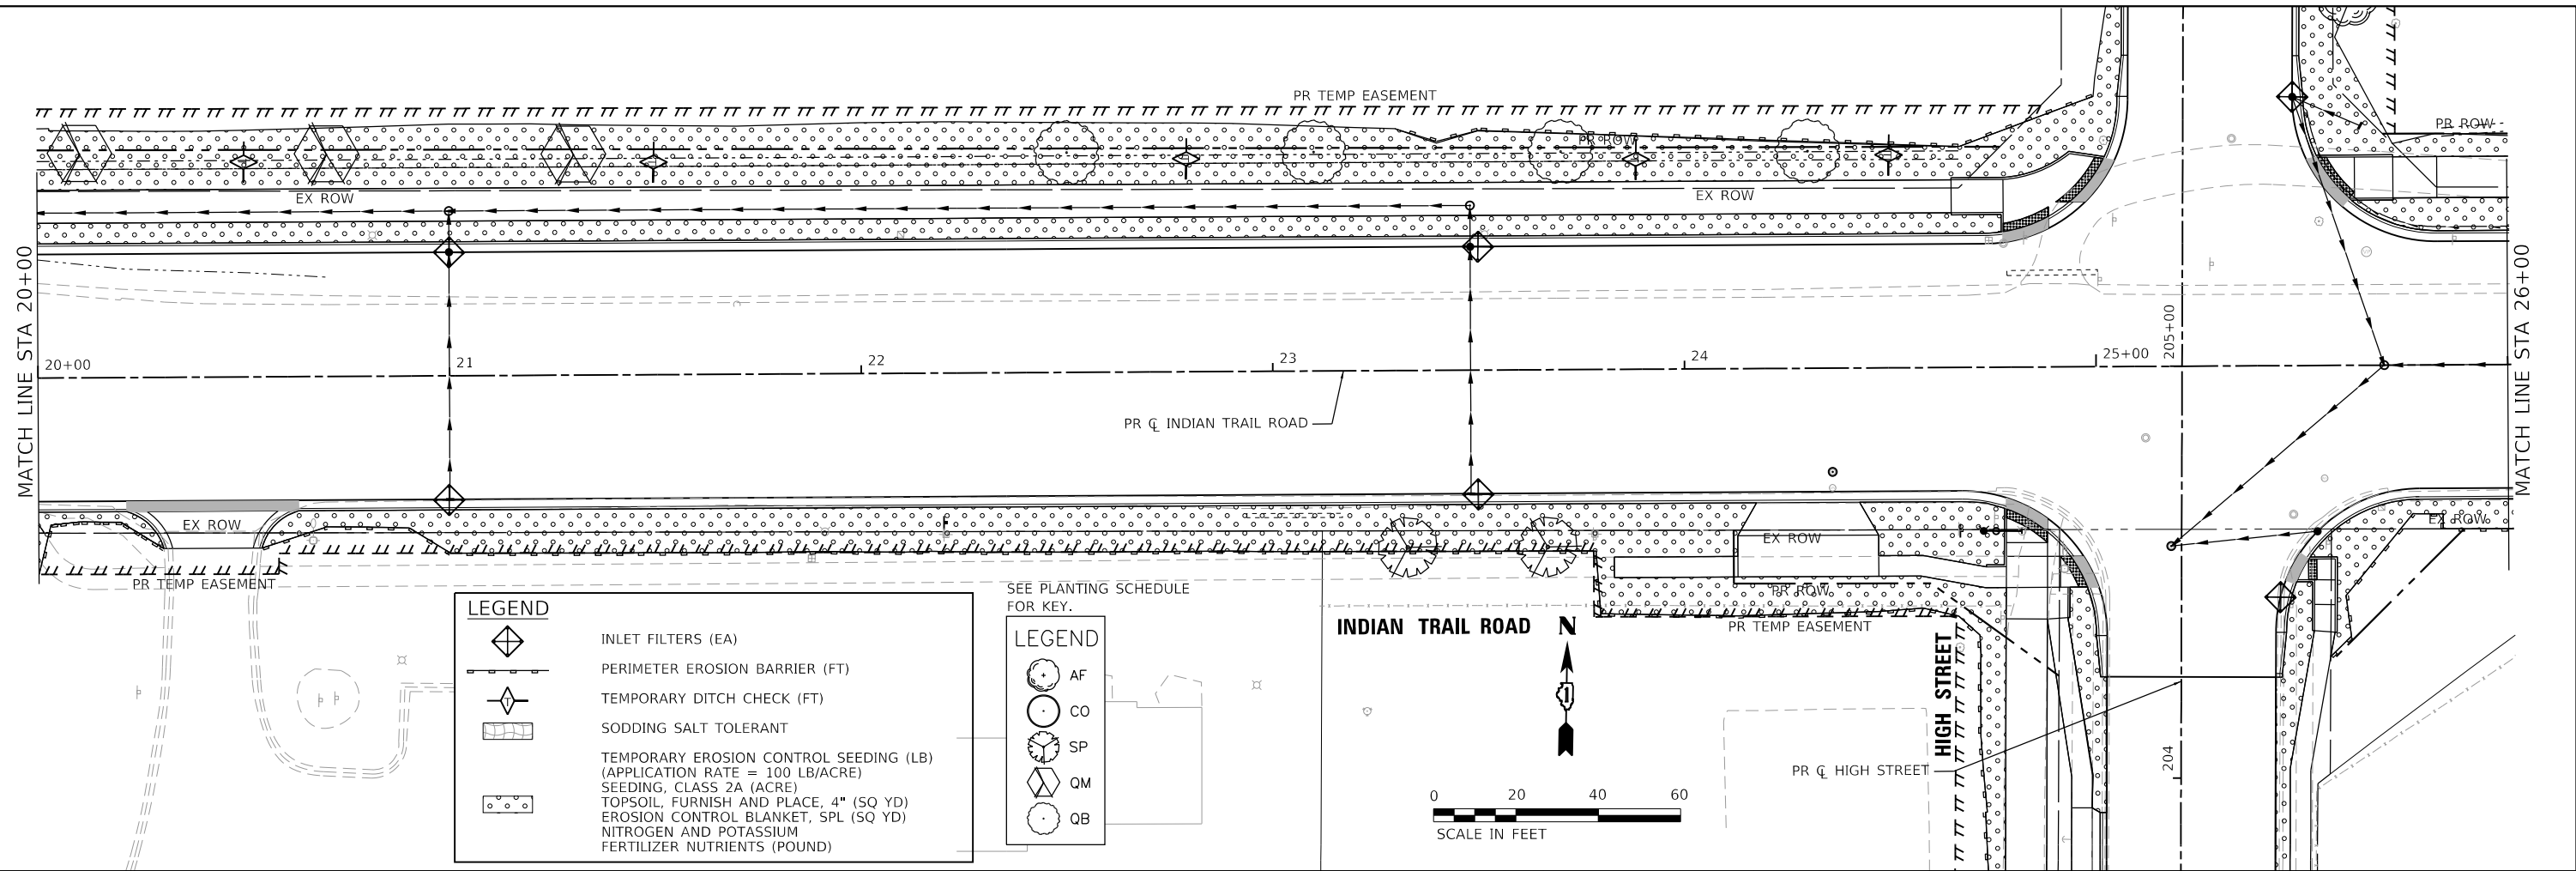 PR TEMP EASEMENT
PR ROW
PR ROW
EX ROW
EX ROW
MATCH LINE STA 20+00
MATCH LINE STA 26+00
20+00
21
22
23
24
25+00
205+00
PR ℄ INDIAN TRAIL ROAD
EX ROW
EX ROW
EX ROW
PR TEMP EASEMENT
PR ROW
PR TEMP EASEMENT
LEGEND
INLET FILTERS (EA)
PERIMETER EROSION BARRIER (FT)
T TEMPORARY DITCH CHECK (FT)
SODDING SALT TOLERANT
TEMPORARY EROSION CONTROL SEEDING (LB)
(APPLICATION RATE = 100 LB/ACRE)
SEEDING, CLASS 2A (ACRE)
TOPSOIL, FURNISH AND PLACE, 4" (SQ YD)
EROSION CONTROL BLANKET, SPL (SQ YD)
NITROGEN AND POTASSIUM
FERTILIZER NUTRIENTS (POUND)
SEE PLANTING SCHEDULE
FOR KEY.
LEGEND
AF
CO
SP
QM
QB
INDIAN TRAIL ROAD
N
HIGH STREET
PR ℄ HIGH STREET
204
0 20 40 60
SCALE IN FEET